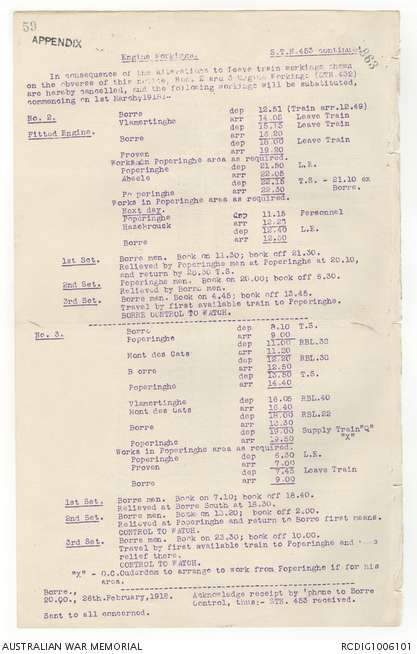 59
APPENDIX
Engine Workings. S.T.N.453 continued
In consequence of the alterations to leave train workings shown
on the obverse of this notice, Nos. 2 and 3 Engine Workings (STN.432)
are hereby cancelled, and the following workings will be substituted,
commencing on 1st March, 1918:-
No. 2. Borre dep 12.51 (Train arr.12.49)
Vlamertinghe arr 14.05 Leave Train
Fitted Engine. dep 15.13 Leave Train
Borre arr 16.20
dep 18.00 Leave Train
Proven arr 19.20
Works in Poperinghe area as required.
Poperinghe dep 21.50 L.E.
Abeele arr 22.05
dep 22.15 T.S. - 21.10 ex
Poperinghe arr 22.30 Borre.
Works in Poperinghe area as required.
Next day.
Poperinghe dep 11.15 Personnel
Hazebrouck arr 12.25
dep 12.40 L.E.
Borre arr 12.50
1st Set. Borre men. Book on 11.30; book off 21.30.
Relieved by Poperinghe men at Poperinghe at 20.10,
and return by 20.50 T.S.
2nd Set. Poperinghe men. Book on 20.00; book off 6.30.
Relieved by Borre men.
3rd Set. Borre men. Book on 4.45; book off 13.45.
Travel by first available train to Poperinghe.
BORRE CONTROL TO WATCH.
No. 3. Borre dep 8.10 T.S.
Poperinghe arr 9.00
dep 11.00 RBL.38
Mont des Cats arr 11.20
dep 12.20 RBL.38
Borre arr 12.50
dep 13.50 T.S.
Poperinghe arr 14.40
Vlamertinghe dep 16.05 RBL.40
Mont des Cats arr 16.40
dep 18.00 RBL.22
Borre arr 18.30
dep 19.00 Supply Train"Q"
Poperinghe arr 19.50 "X"
Works in Poperinghe area as required.
Poperinghe dep 6.30 L.E.
Proven arr 7.00
dep 7.43 Leave Train
Borre arr 9.00
1st Set. Borre men. Book on 7.10; book off 18.40.
Relieved at Borre South at 18.30.
2nd Set. Borre men. Book on 13.20; book off 2.00.
Relieved at Poperinghe and return to Borre first means.
CONTROL TO WATCH.
3rd Set. Borre men. Book on 23.30; book off 10.00.
Travel by first available train to Poperinghe and
relief there.
CONTROL TO WATCH.
"X" - O.C.Ouderdom to arrange to work from Poperinghe if for his
area.
Borre., Acknowledge receipt by 'phone to Borre
20.00., 26th.February,1918. Control, thus:- STN. 453 received.
Sent to all concerned.
AUSTRALIAN WAR MEMORIAL RCDIG1006101